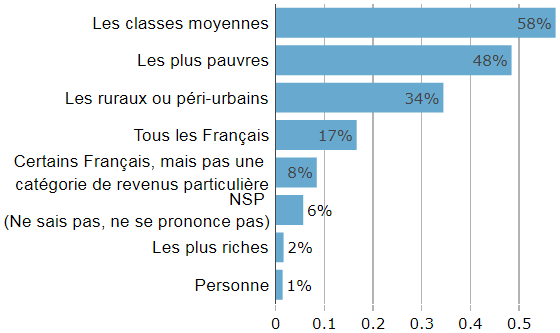 Les classes moyennes 58%
Les plus pauvres 48%
Les ruraux ou péri-urbains 34%
Tous les Français 17%
Certains Français, mais pas une
catégorie de revenus particulière 8%
NSP
(Ne sais pas, ne se prononce pas) 6%
Les plus riches 2%
Personne 1%
0 0.1 0.2 0.3 0.4 0.5